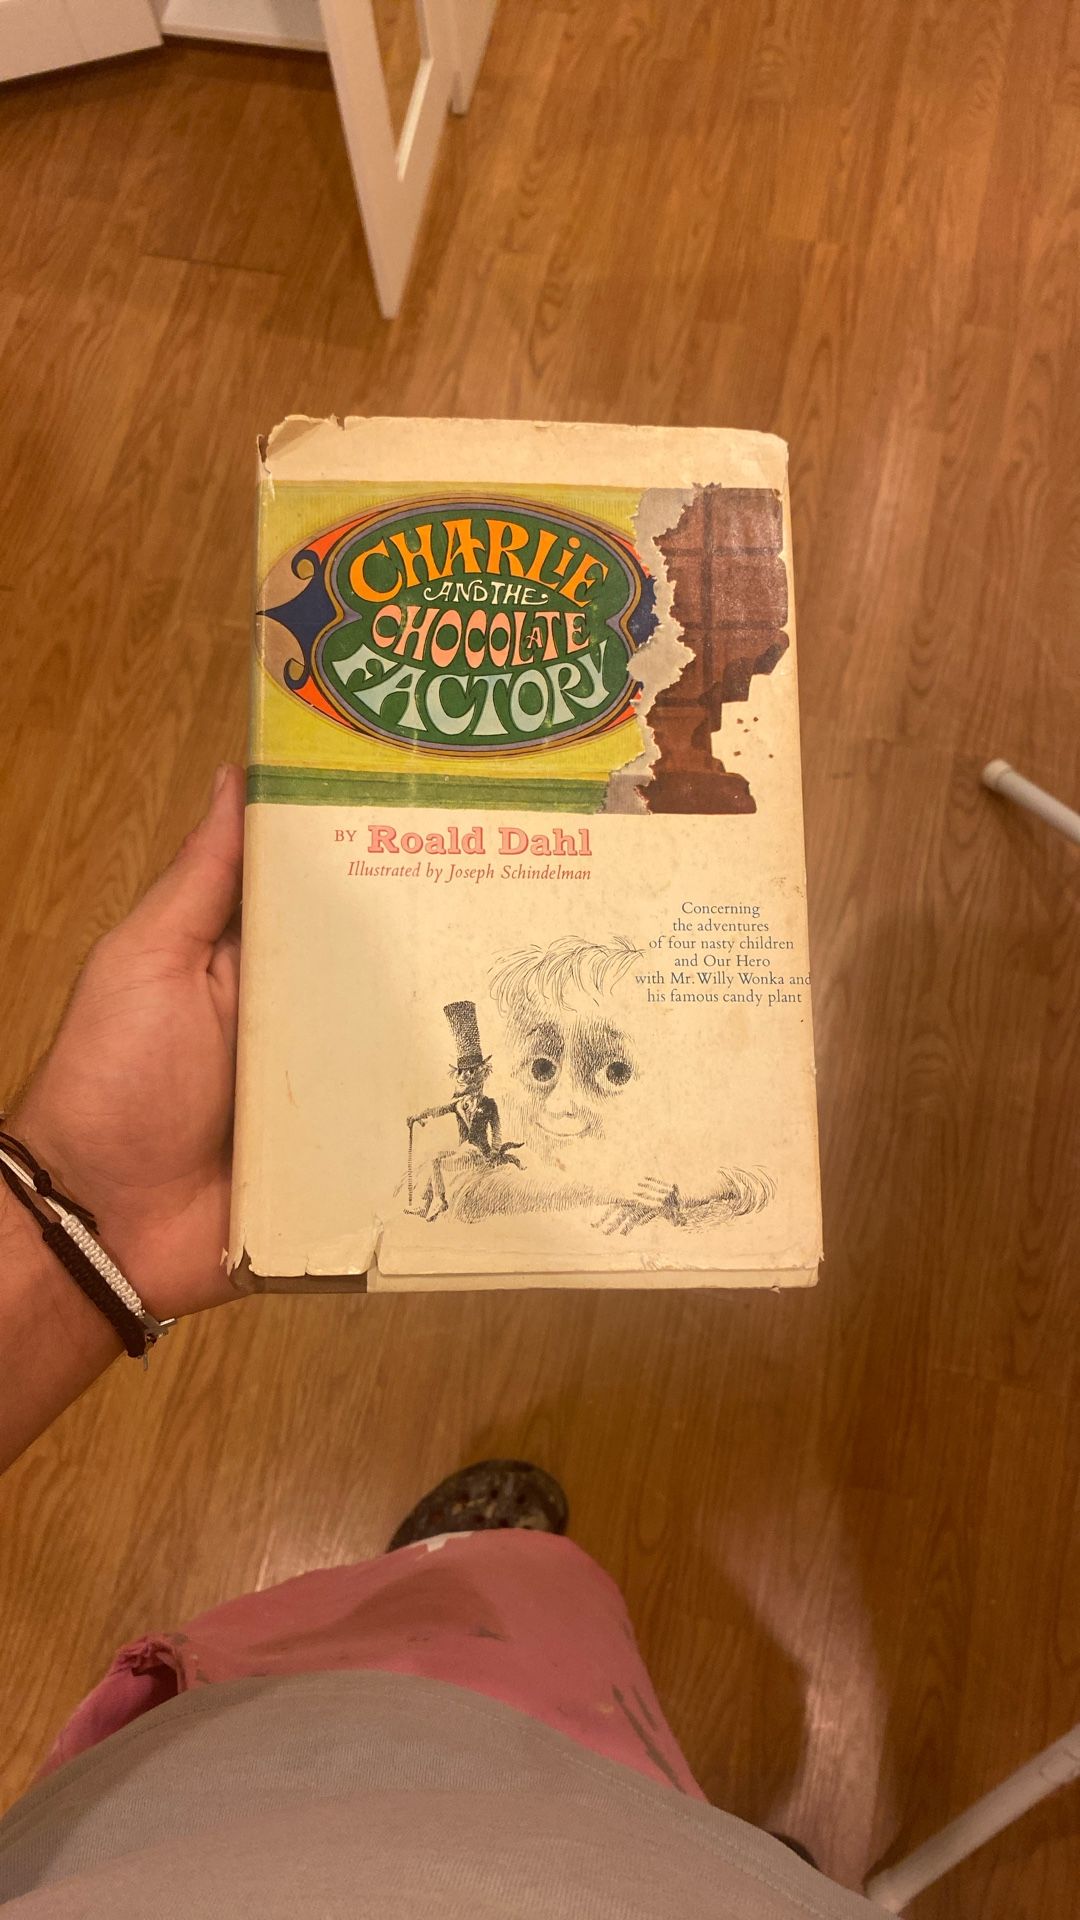 CHARLiE
AND THE
CHOCOLATE
FACTORY
BY Roald Dahl
Illustrated by Joseph Schindelman
Concerning
the adventures
of four nasty children
and Our Hero
with Mr. Willy Wonka and
his famous candy plant